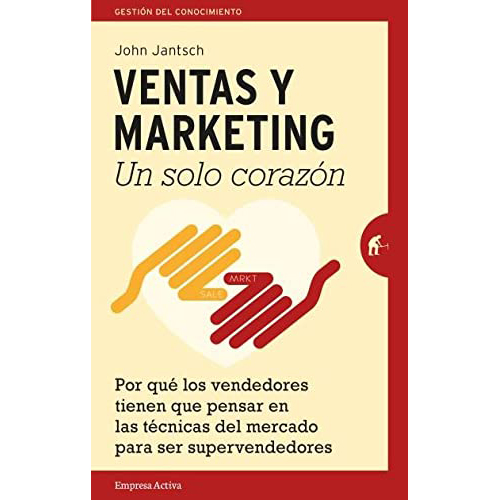 GESTIÓN DEL CONOCIMIENTO
John Jantsch
VENTAS Y
MARKETING
Un solo corazón
MRKT
SALE
Por qué los vendedores
tienen que pensar en
las técnicas del mercado
para ser supervendedores
Empresa Activa